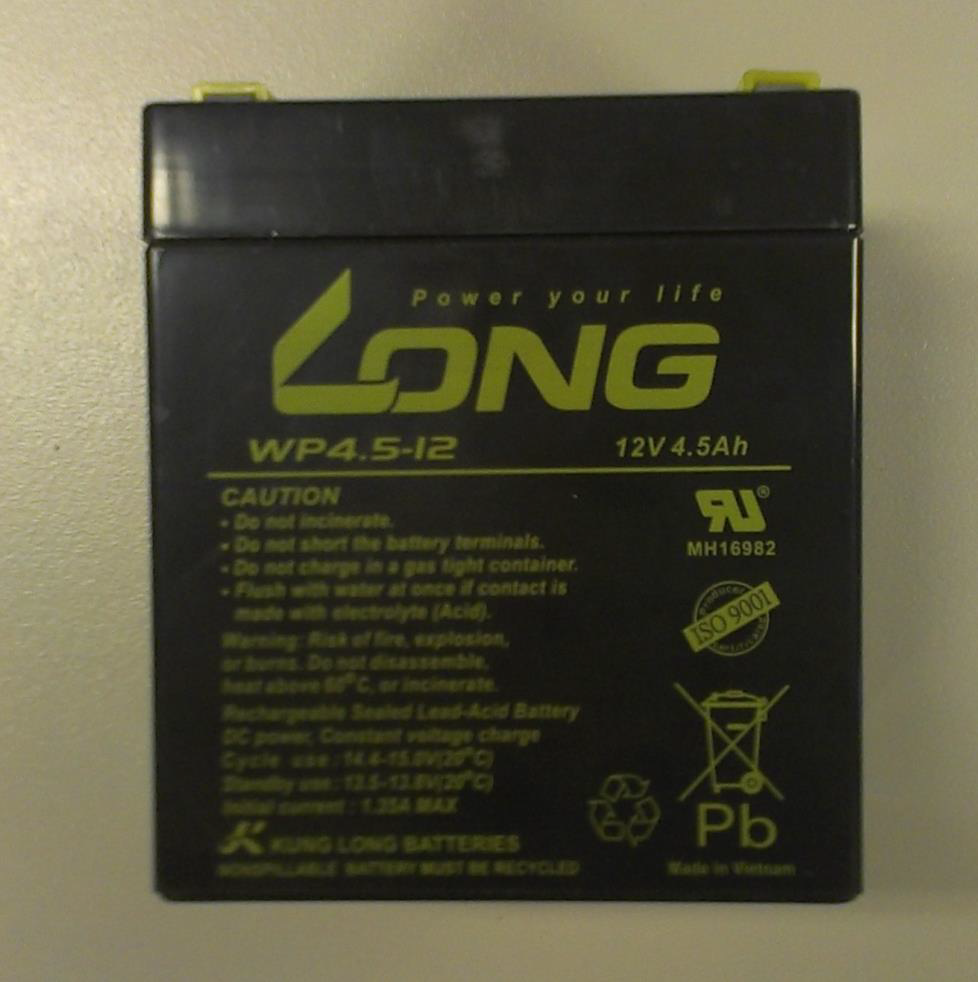 Power your life
LONG
WP4.5-12 12V 4.5Ah
CAUTION
• Do not incinerate.
• Do not short the battery terminals.
• Do not charge in a gas tight container.
• Flush with water at once if contact is
made with electrolyte (Acid).
Warning: Risk of fire, explosion,
or burns. Do not disassemble,
heat above 60°C, or incinerate.
Rechargeable Sealed Lead-Acid Battery
DC power, Constant voltage charge
Cycle use : 14.4-15.0V(20°C)
Standby use : 13.5-13.8V(20°C)
Initial current : 1.35A MAX
KUNG LONG BATTERIES
NONSPILLABLE BATTERY MUST BE RECYCLED
RU®
MH16982
Producer
ISO 9001
Pb
Made in Vietnam